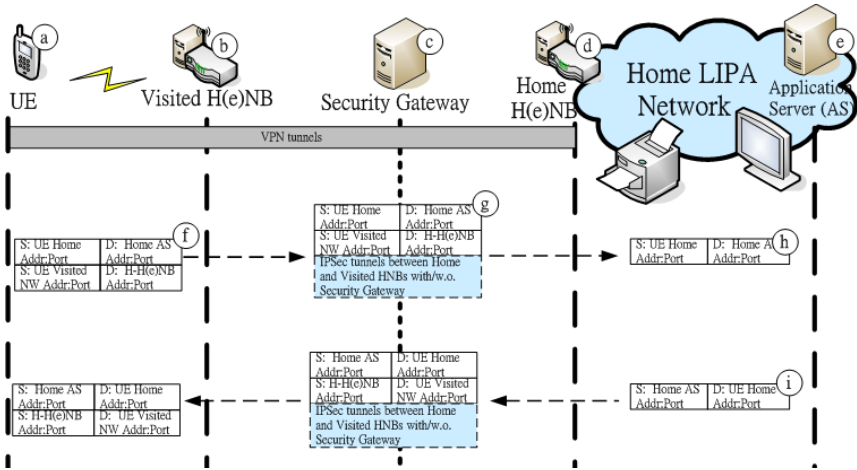 a
b
c
d
e
UE
Visited H(e)NB
Security Gateway
Home
H(e)NB
Home LIPA
Network
Application
Server (AS)
VPN tunnels
f
S: UE Home
Addr:Port
D: Home AS
Addr:Port
S: UE Visited
NW Addr:Port
D: H-H(e)NB
Addr:Port
g
S: UE Home
Addr:Port
D: Home AS
Addr:Port
S: UE Visited
NW Addr:Port
D: H-H(e)NB
Addr:Port
IPSec tunnels between Home
and Visited HNBs with/w.o.
Security Gateway
h
S: UE Home
Addr:Port
D: Home A
Addr:Port
S: Home AS
Addr:Port
D: UE Home
Addr:Port
S: H-H(e)NB
Addr:Port
D: UE Visited
NW Addr:Port
S: Home AS
Addr:Port
D: UE Home
Addr:Port
S: H-H(e)NB
Addr:Port
D: UE Visited
NW Addr:Port
IPSec tunnels between Home
and Visited HNBs with/w.o.
Security Gateway
i
S: Home AS
Addr:Port
D: UE Home
Addr:Port